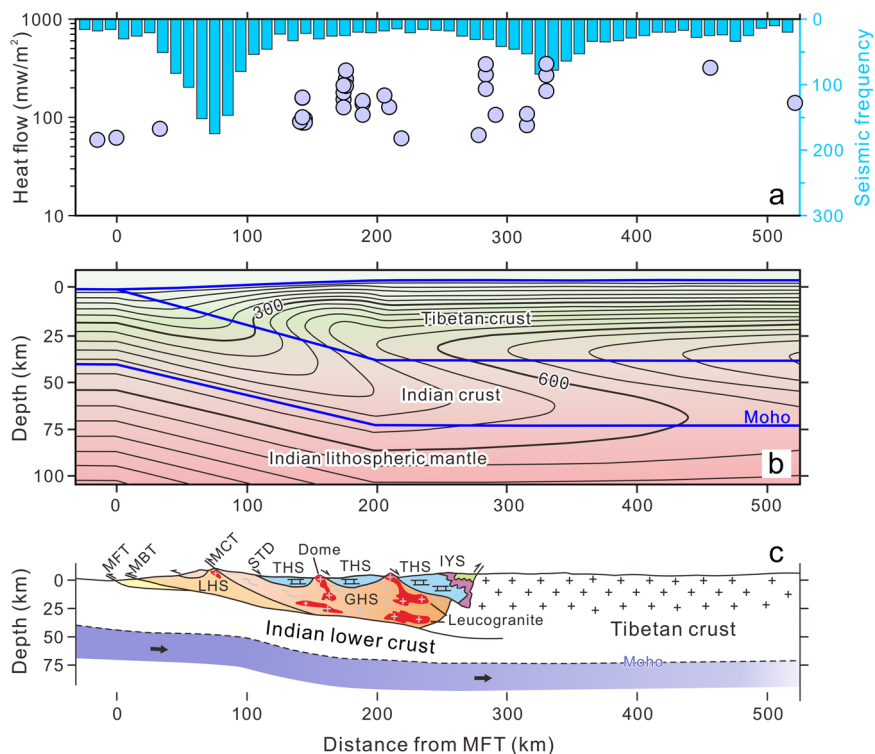 1000
300
100
30
10
Heat flow (mw/m²)
0
50
100
150
200
300
Seismic frequency
a
0
100
200
300
400
500
0
25
50
75
100
Depth (km)
300
Tibetan crust
Indian crust
600
Moho
Indian lithospheric mantle
b
0
100
200
300
400
500
MFT
MBT
MCT
STD
THS
Dome
THS
THS
IYS
c
LHS
GHS
Leucogranite
Indian lower crust
Tibetan crust
Moho
0
25
50
75
Depth (km)
0
100
200
300
400
500
Distance from MFT (km)